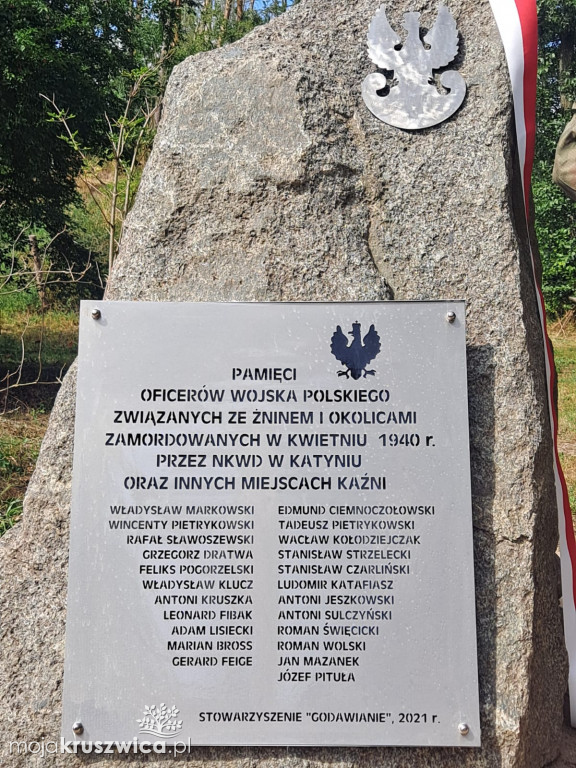 PAMIĘCI
OFICERÓW WOJSKA POLSKIEGO
ZWIĄZANYCH ZE ŻNINEM I OKOLICAMI
ZAMORDOWANYCH W KWIETNIU 1940 r.
PRZEZ NKWD W KATYNIU
ORAZ INNYCH MIEJSCACH KAŹNI
WŁADYSŁAW MARKOWSKI
WINCENTY PIETRYKOWSKI
RAFAŁ SŁAWOSZEWSKI
GRZEGORZ DRATWA
FELIKS POGORZELSKI
WŁADYSŁAW KLUCZ
ANTONI KRUSZKA
LEONARD FIBAK
ADAM LISIECKI
MARIAN BROSS
GERARD FEIGE
EDMUND CIEMNOCZOŁOWSKI
TADEUSZ PIETRYKOWSKI
WACŁAW KOŁODZIEJCZAK
STANISŁAW STRZELECKI
STANISŁAW CZARLIŃSKI
LUDOMIR KATAFIASZ
ANTONI JESZKOWSKI
ANTONI SULCZYŃSKI
ROMAN ŚWIĘCICKI
ROMAN WOLSKI
JAN MAZANEK
JÓZEF PITUŁA
STOWARZYSZENIE "GODAWIANIE", 2021 r.
mojaKruszwica.pl